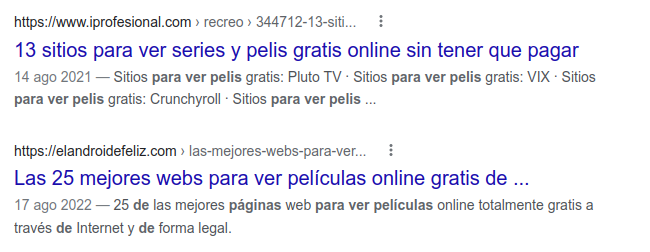 https://www.iprofesional.com › recreo › 344712-13-siti...
13 sitios para ver series y pelis gratis online sin tener que pagar
14 ago 2021 — Sitios para ver pelis gratis: Pluto TV · Sitios para ver pelis gratis: VIX · Sitios
para ver pelis gratis: Crunchyroll · Sitios para ver pelis ...
https://elandroidefeliz.com › las-mejores-webs-para-ver...
Las 25 mejores webs para ver películas online gratis de ...
17 ago 2022 — 25 de las mejores páginas web para ver películas online totalmente gratis a
través de Internet y de forma legal.